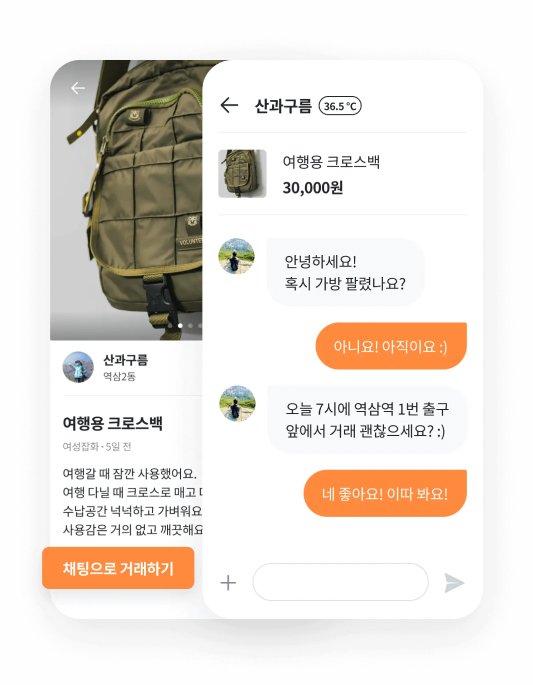 산과구름
역삼2동
여행용 크로스백
여성잡화 · 5일 전
여행갈 때 잠깐 사용했어요.
여행 다닐 때 크로스로 매고 다
수납공간 넉넉하고 가벼워요
사용감은 거의 없고 깨끗해요
채팅으로 거래하기
산과구름 36.5 °C
여행용 크로스백
30,000원
안녕하세요!
혹시 가방 팔렸나요?
아니요! 아직이요 :)
오늘 7시에 역삼역 1번 출구
앞에서 거래 괜찮으세요? :)
네 좋아요! 이따 봐요!